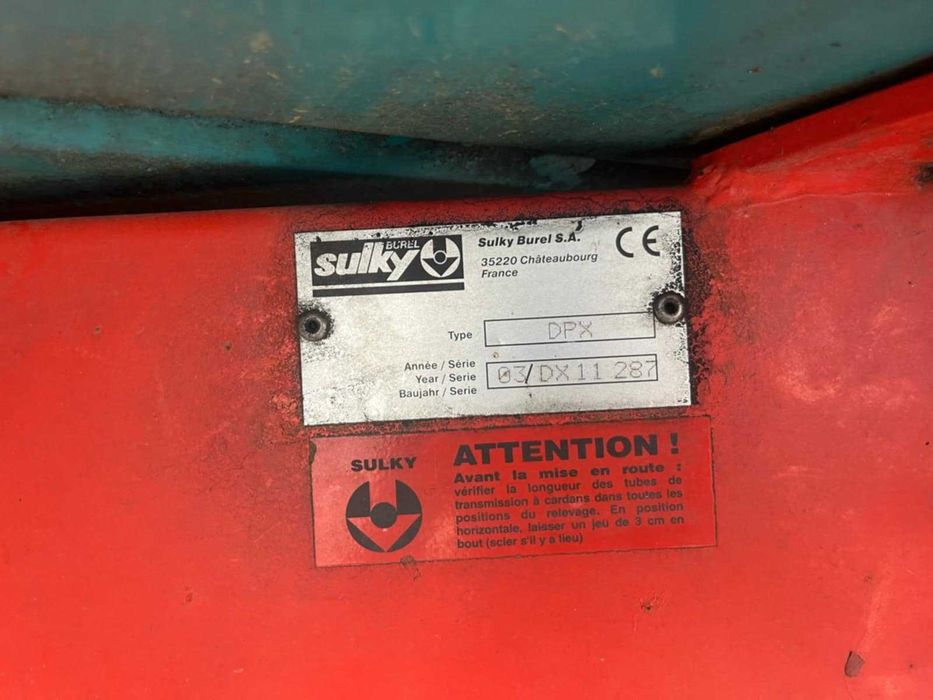 BUREL
sulky
Sulky Burel S.A.
35220 Châteaubourg
France
CE
Type
DPX
Année / Série
Year / Serie
Baujahr / Serie
03/DX11 287
SULKY
ATTENTION !
Avant la mise en route :
vérifier la longueur des tubes de
transmission à cardans dans toutes les
positions du relevage. En position
horizontale, laisser un jeu de 3 cm en
bout (scier s'il y a lieu)